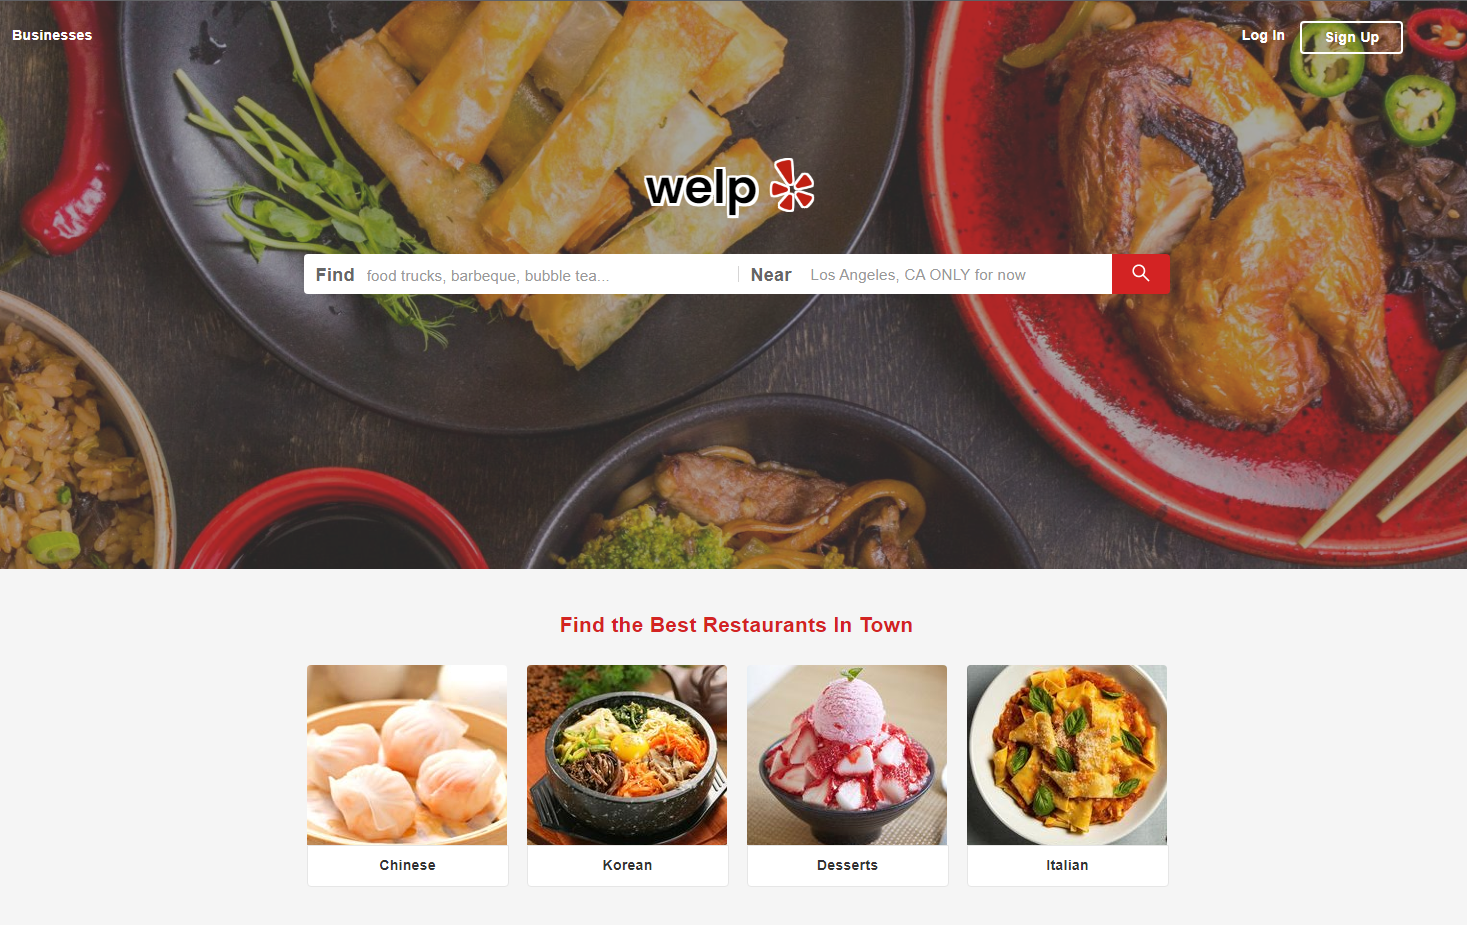 Businesses
Log In
Sign Up
welp
Find food trucks, barbeque, bubble tea... Near Los Angeles, CA ONLY for now
Find the Best Restaurants In Town
Chinese
Korean
Desserts
Italian